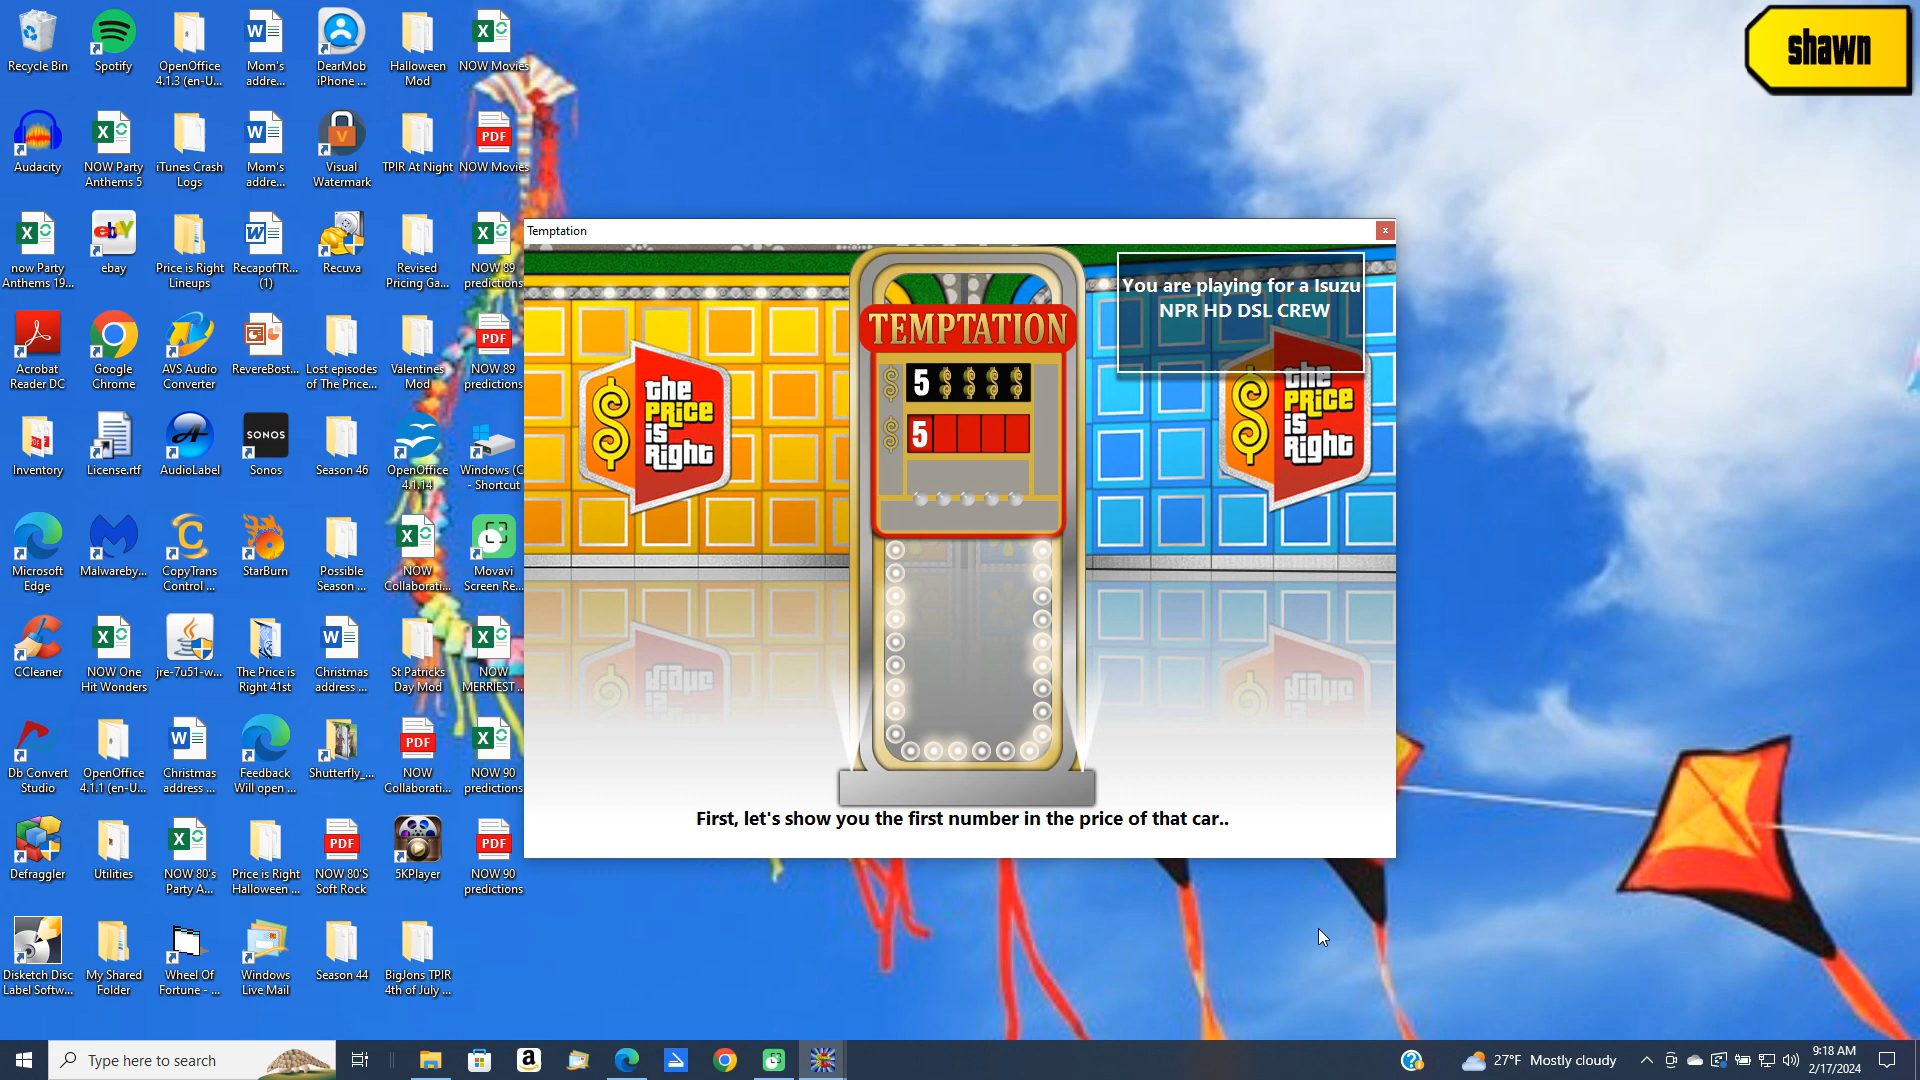 Recycle Bin
Spotify
OpenOffice
4.1.3 (en-U...
Mom's
addre...
DearMob
iPhone ...
Halloween
Mod
NOW Movies
Audacity
NOW Party
Anthems 5
iTunes Crash
Logs
Mom's
addre...
Visual
Watermark
TPIR At Night
PDF
NOW Movies
now Party
Anthems 19...
ebay
Price is Right
Lineups
RecapofTR...
(1)
Recuva
Revised
Pricing Ga...
NOW 89
predictions
Acrobat
Reader DC
Google
Chrome
AVS Audio
Converter
RevereBost...
Lost episodes
of The Price...
Valentines
Mod
PDF
NOW 89
predictions
Inventory
License.rtf
AudioLabel
SONOS
Sonos
Season 46
OpenOffice
4.1.14
Windows (C
- Shortcut
Microsoft
Edge
Malwareby...
CopyTrans
Control ...
StarBurn
Possible
Season ...
NOW
Collaborati...
Movavi
Screen Re...
CCleaner
NOW One
Hit Wonders
jre-7u51-w...
The Price is
Right 41st
Christmas
address ...
St Patricks
Day Mod
NOW
MERRIEST ...
Db Convert
Studio
OpenOffice
4.1.1 (en-U...
Christmas
address ...
Feedback
Will open ...
Shutterfly_...
PDF
NOW
Collaborati...
NOW 90
predictions
Defraggler
Utilities
NOW 80's
Party A...
Price is Right
Halloween ...
PDF
NOW 80'S
Soft Rock
5KPlayer
PDF
NOW 90
predictions
Disketch Disc
Label Softw...
My Shared
Folder
Wheel Of
Fortune - ...
Windows
Live Mail
Season 44
BigJons TPIR
4th of July ...
shawn
Temptation
You are playing for a Isuzu
NPR HD DSL CREW
TEMPTATION
$ 5 $ $ $ $
$ 5
$ the PRICE is Right
$ the PRICE is Right
First, let's show you the first number in the price of that car..
Type here to search
27°F Mostly cloudy
9:18 AM
2/17/2024